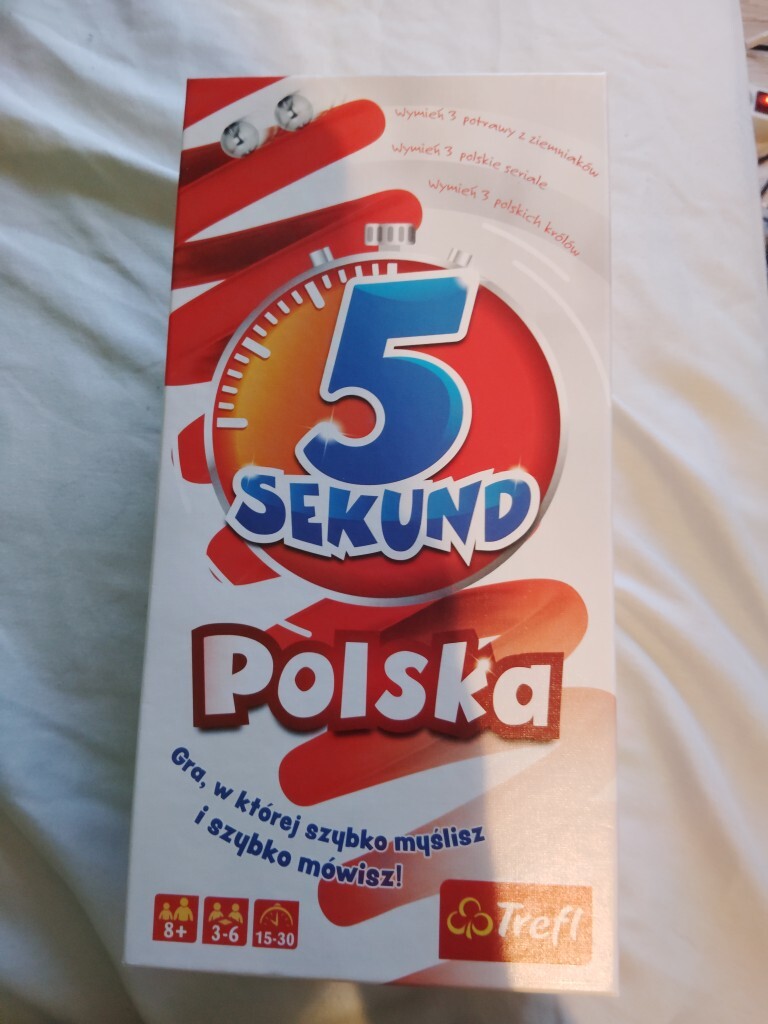 Wymień 3 potrawy z ziemniaków
Wymień 3 polskie seriale
Wymień 3 polskich królów
5
SEKUND
Polska
Gra, w której szybko myślisz
i szybko mówisz!
8+
3-6
15-30
Trefl